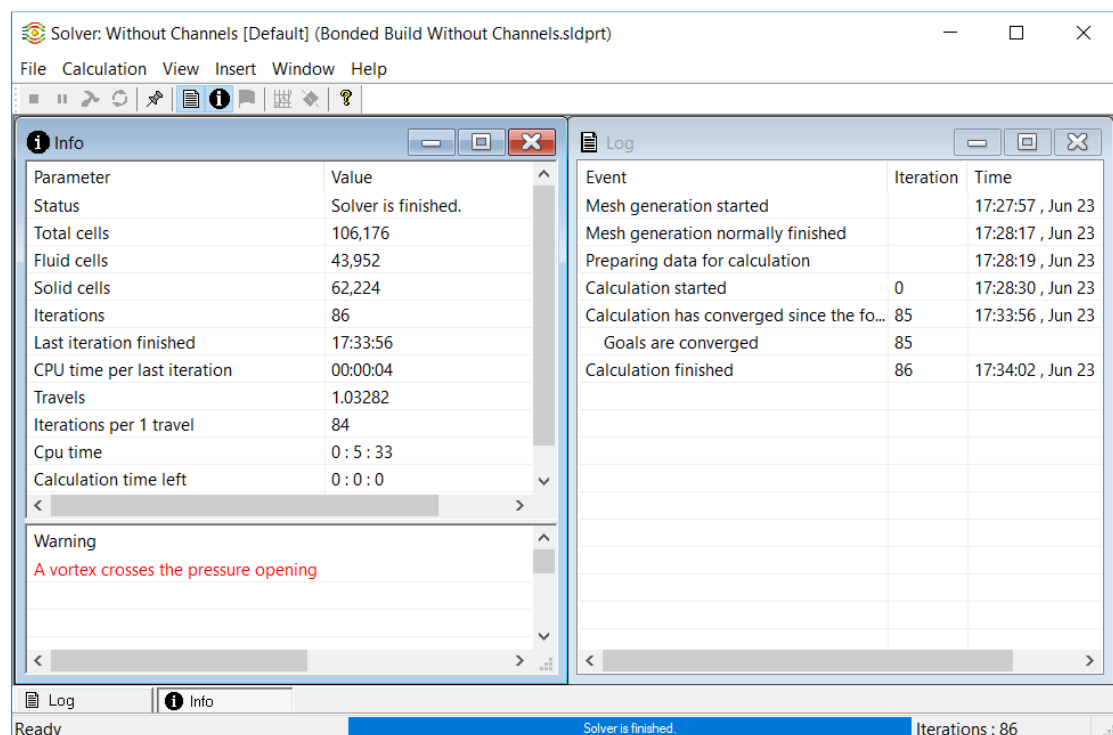 Solver: Without Channels [Default] (Bonded Build Without Channels.sldprt)
File Calculation View Insert Window Help
Info
Parameter Value
Status Solver is finished.
Total cells 106,176
Fluid cells 43,952
Solid cells 62,224
Iterations 86
Last iteration finished 17:33:56
CPU time per last iteration 00:00:04
Travels 1.03282
Iterations per 1 travel 84
Cpu time 0 : 5 : 33
Calculation time left 0 : 0 : 0
Warning
A vortex crosses the pressure opening
Log
Event Iteration Time
Mesh generation started 17:27:57 , Jun 23
Mesh generation normally finished 17:28:17 , Jun 23
Preparing data for calculation 17:28:19 , Jun 23
Calculation started 0 17:28:30 , Jun 23
Calculation has converged since the fo... 85 17:33:56 , Jun 23
Goals are converged 85
Calculation finished 86 17:34:02 , Jun 23
Log Info
Ready Solver is finished. Iterations : 86